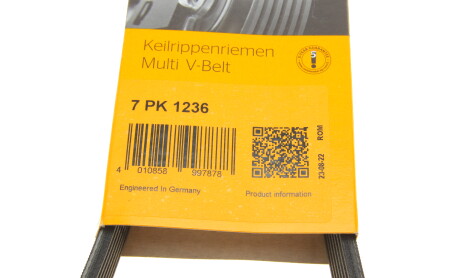 Keilrippenriemen
Multi V-Belt
7 PK 1236
4 010858 997878
Engineered In Germany
Product information
ROM
23-08-22